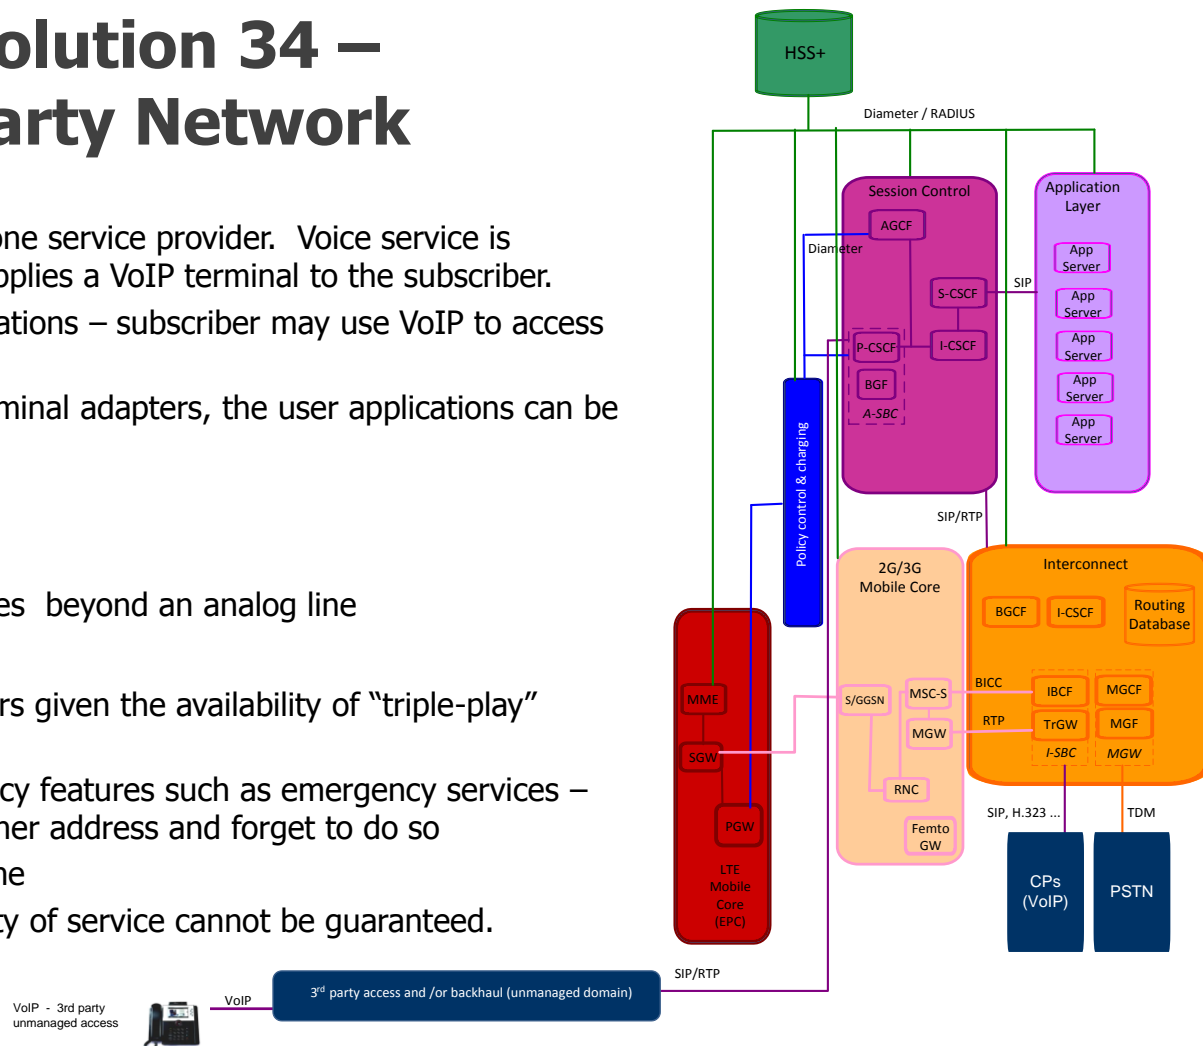 olution 34 –
arty Network
one service provider.  Voice service is
pplies a VoIP terminal to the subscriber.
ations – subscriber may use VoIP to access
minal adapters, the user applications can be
es  beyond an analog line
rs given the availability of “triple-play”
cy features such as emergency services –
ner address and forget to do so
ne
ty of service cannot be guaranteed.
HSS+
Diameter / RADIUS
Session Control
AGCF
Diameter
S-CSCF
SIP
P-CSCF
I-CSCF
BGF
A-SBC
Application
Layer
App
Server
App
Server
App
Server
App
Server
App
Server
Policy control & charging
SIP/RTP
2G/3G
Mobile Core
S/GGSN
MSC-S
MGW
RNC
Femto
GW
Interconnect
BGCF
I-CSCF
Routing
Database
BICC
RTP
IBCF
MGCF
TrGW
MGF
I-SBC
MGW
MME
SGW
PGW
LTE
Mobile
Core
(EPC)
SIP, H.323 ...
TDM
CPs
(VoIP)
PSTN
SIP/RTP
3rd party access and /or backhaul (unmanaged domain)
VoIP
VoIP  -  3rd party
unmanaged access